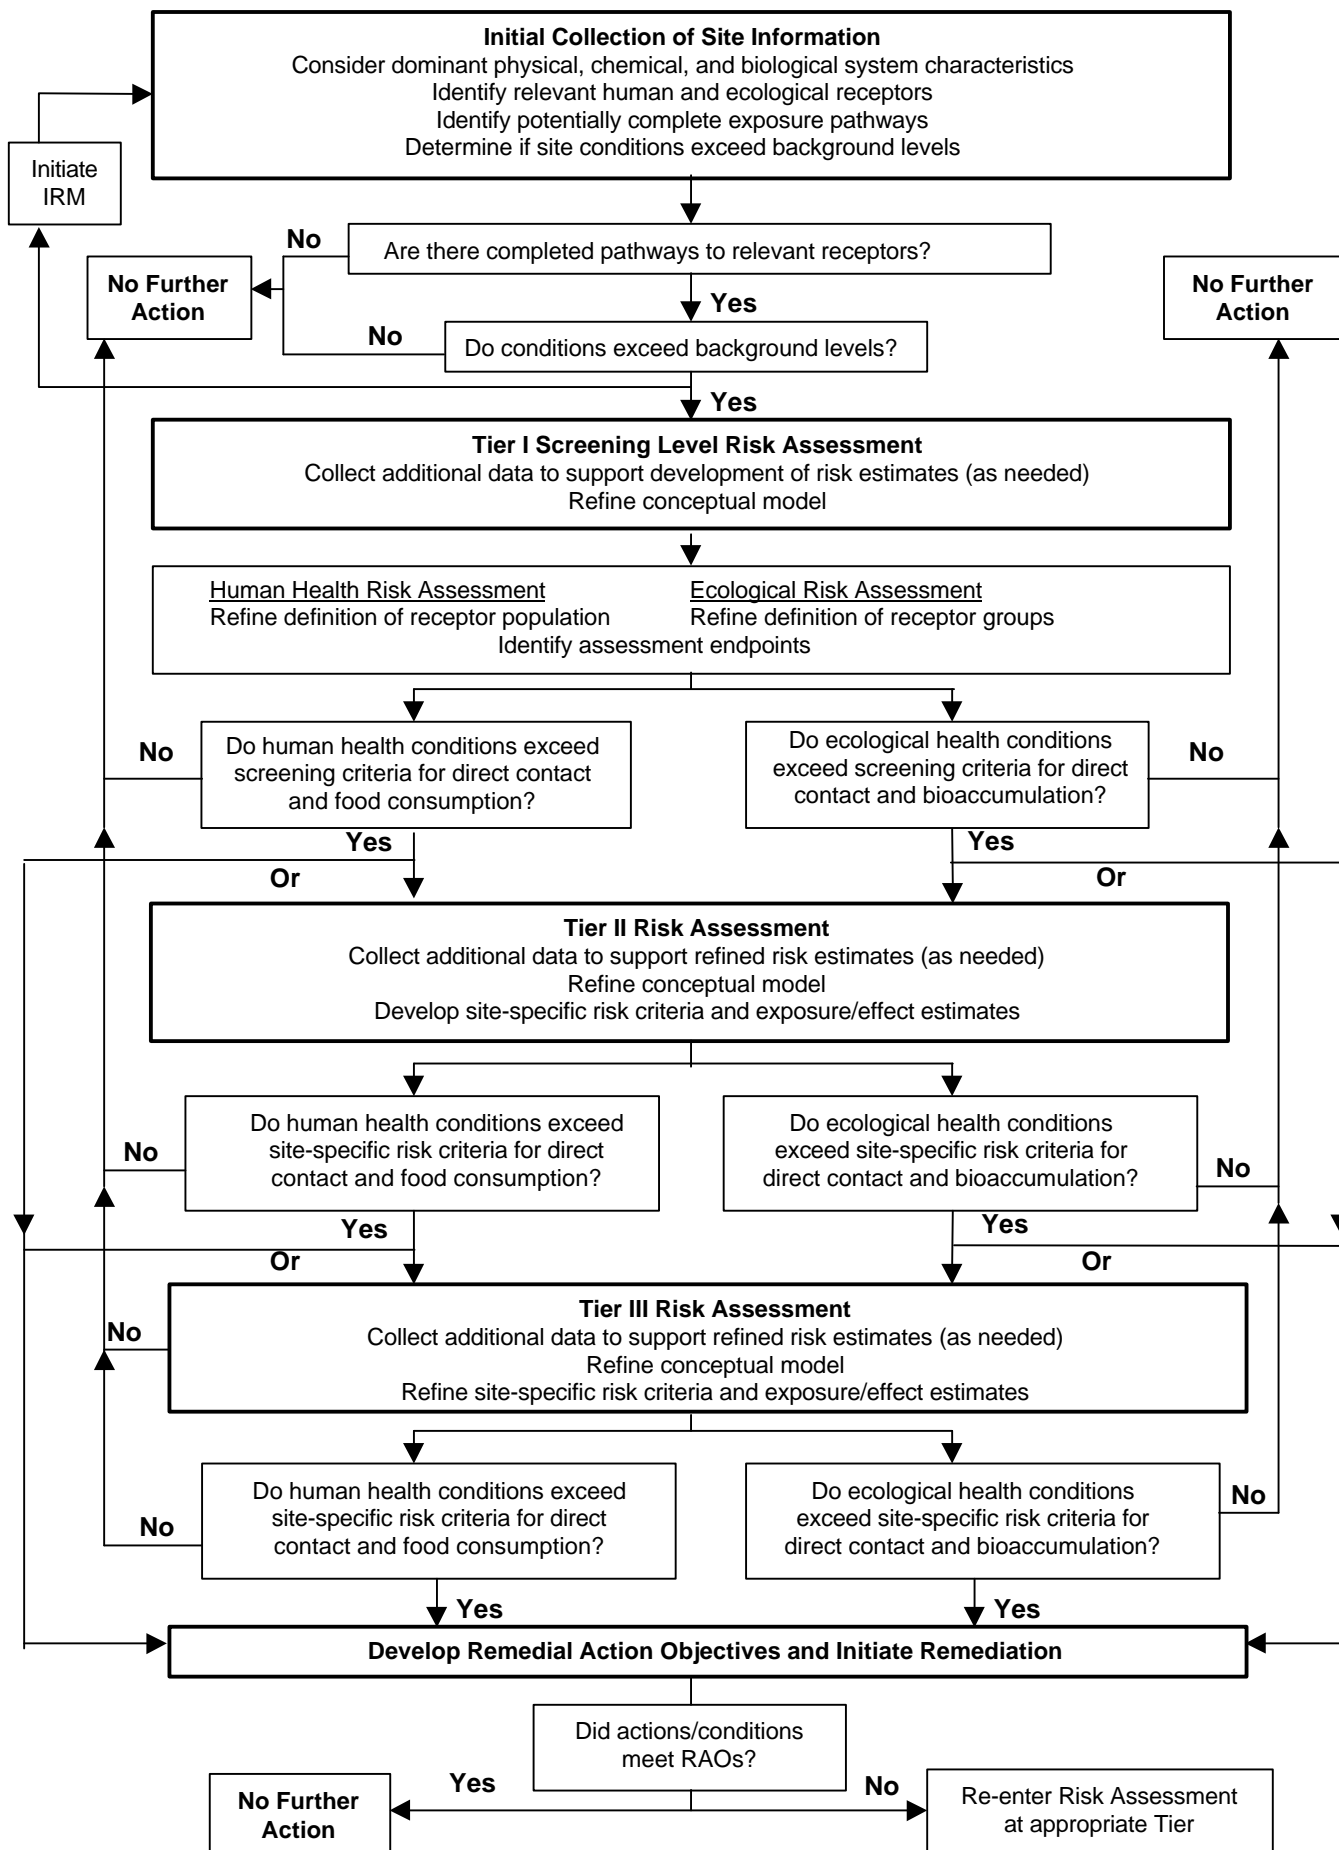 Initial Collection of Site Information
Consider dominant physical, chemical, and biological system characteristics
Identify relevant human and ecological receptors
Identify potentially complete exposure pathways
Determine if site conditions exceed background levels
Initiate
IRM
No
Are there completed pathways to relevant receptors?
No Further
Action
No Further
Action
Yes
No
Do conditions exceed background levels?
Yes
Tier I Screening Level Risk Assessment
Collect additional data to support development of risk estimates (as needed)
Refine conceptual model
Human Health Risk Assessment
Refine definition of receptor population
Ecological Risk Assessment
Refine definition of receptor groups
Identify assessment endpoints
No
Do human health conditions exceed
screening criteria for direct contact
and food consumption?
Do ecological health conditions
exceed screening criteria for direct
contact and bioaccumulation?
No
Yes
Or
Yes
Or
Tier II Risk Assessment
Collect additional data to support refined risk estimates (as needed)
Refine conceptual model
Develop site-specific risk criteria and exposure/effect estimates
No
Do human health conditions exceed
site-specific risk criteria for direct
contact and food consumption?
Do ecological health conditions
exceed site-specific risk criteria for
direct contact and bioaccumulation?
No
Yes
Or
Yes
Or
Tier III Risk Assessment
Collect additional data to support refined risk estimates (as needed)
Refine conceptual model
Refine site-specific risk criteria and exposure/effect estimates
No
No
Do human health conditions exceed
site-specific risk criteria for direct
contact and food consumption?
Do ecological health conditions
exceed site-specific risk criteria for
direct contact and bioaccumulation?
No
Yes
Yes
Develop Remedial Action Objectives and Initiate Remediation
Did actions/conditions
meet RAOs?
Yes
No
No Further
Action
Re-enter Risk Assessment
at appropriate Tier